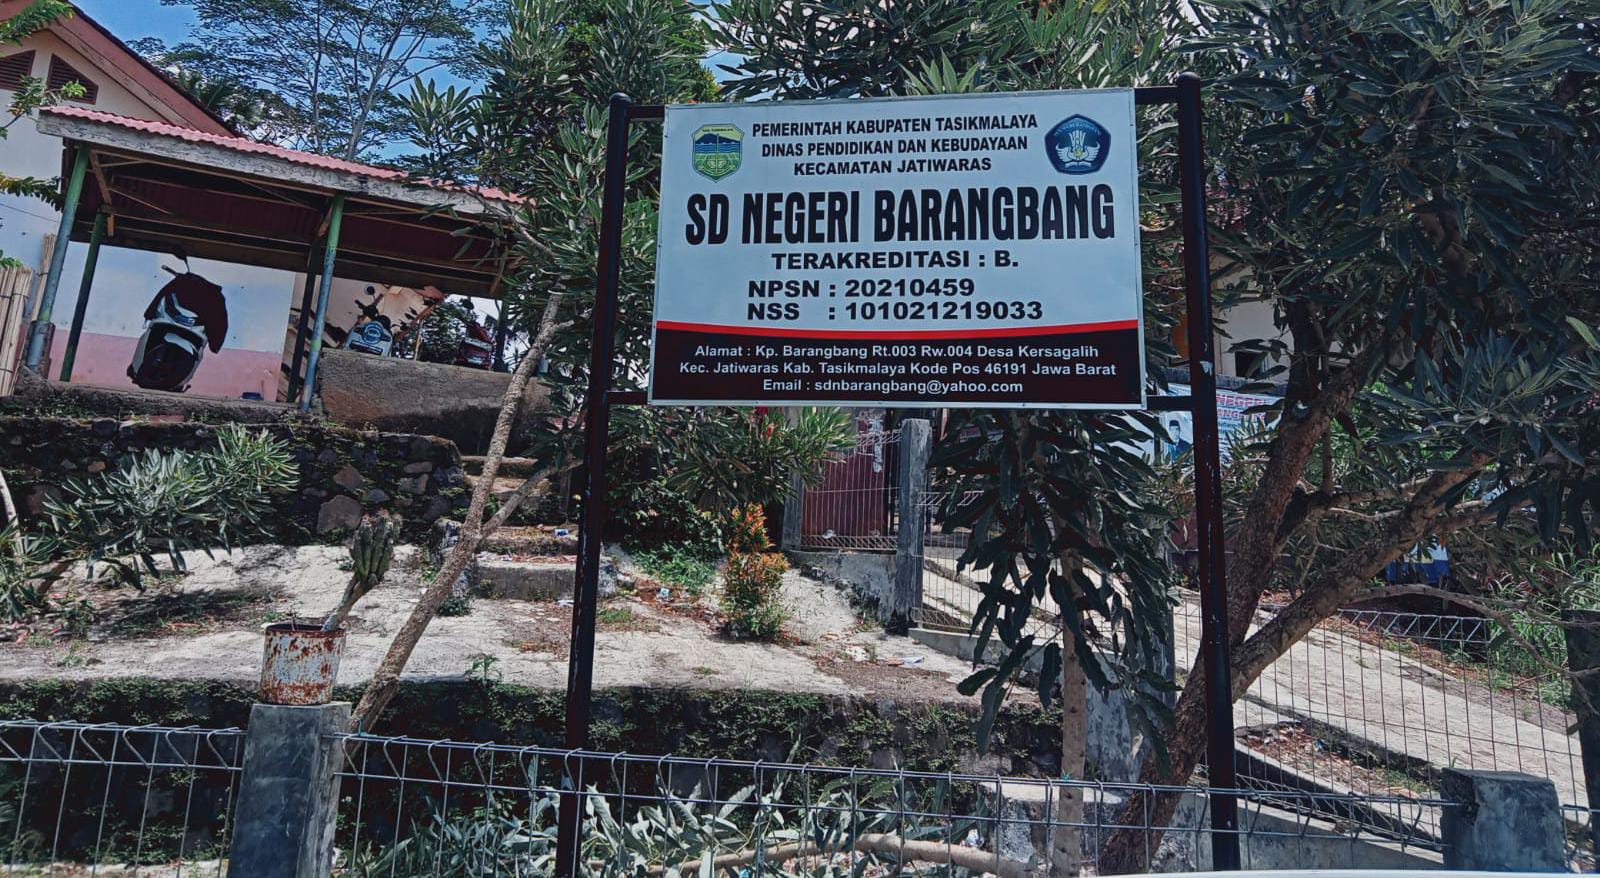 PEMERINTAH KABUPATEN TASIKMALAYA
DINAS PENDIDIKAN DAN KEBUDAYAAN
KECAMATAN JATIWARAS
SD NEGERI BARANGBANG
TERAKREDITASI : B.
NPSN : 20210459
NSS : 101021219033
Alamat : Kp. Barangbang Rt.003 Rw.004 Desa Kersagalih
Kec. Jatiwaras Kab. Tasikmalaya Kode Pos 46191 Jawa Barat
Email : sdnbarangbang@yahoo.com
NEGERI